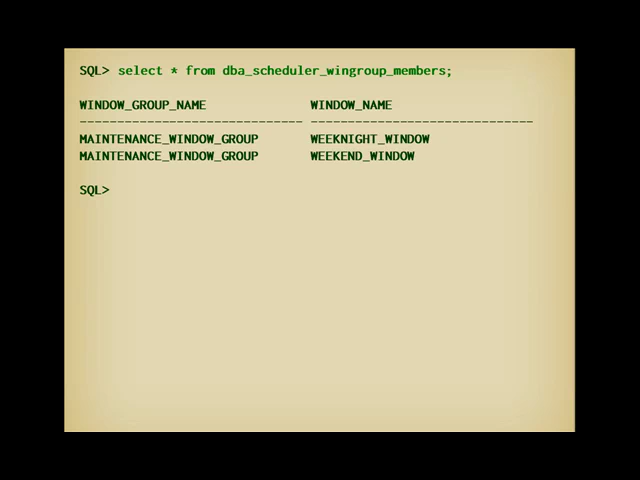 SQL> select * from dba_scheduler_wingroup_members;
WINDOW_GROUP_NAME WINDOW_NAME
------------------------------ ------------------------------
MAINTENANCE_WINDOW_GROUP WEEKNIGHT_WINDOW
MAINTENANCE_WINDOW_GROUP WEEKEND_WINDOW
SQL>